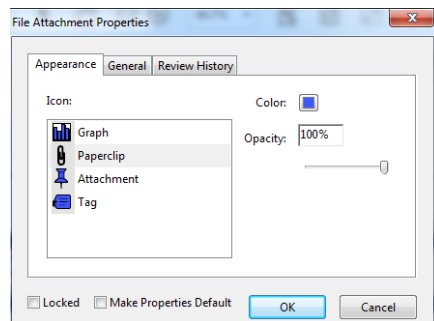 File Attachment Properties
Appearance General Review History
Icon:
Color:
Graph
Opacity: 100%
Paperclip
Attachment
Tag
Locked Make Properties Default OK Cancel